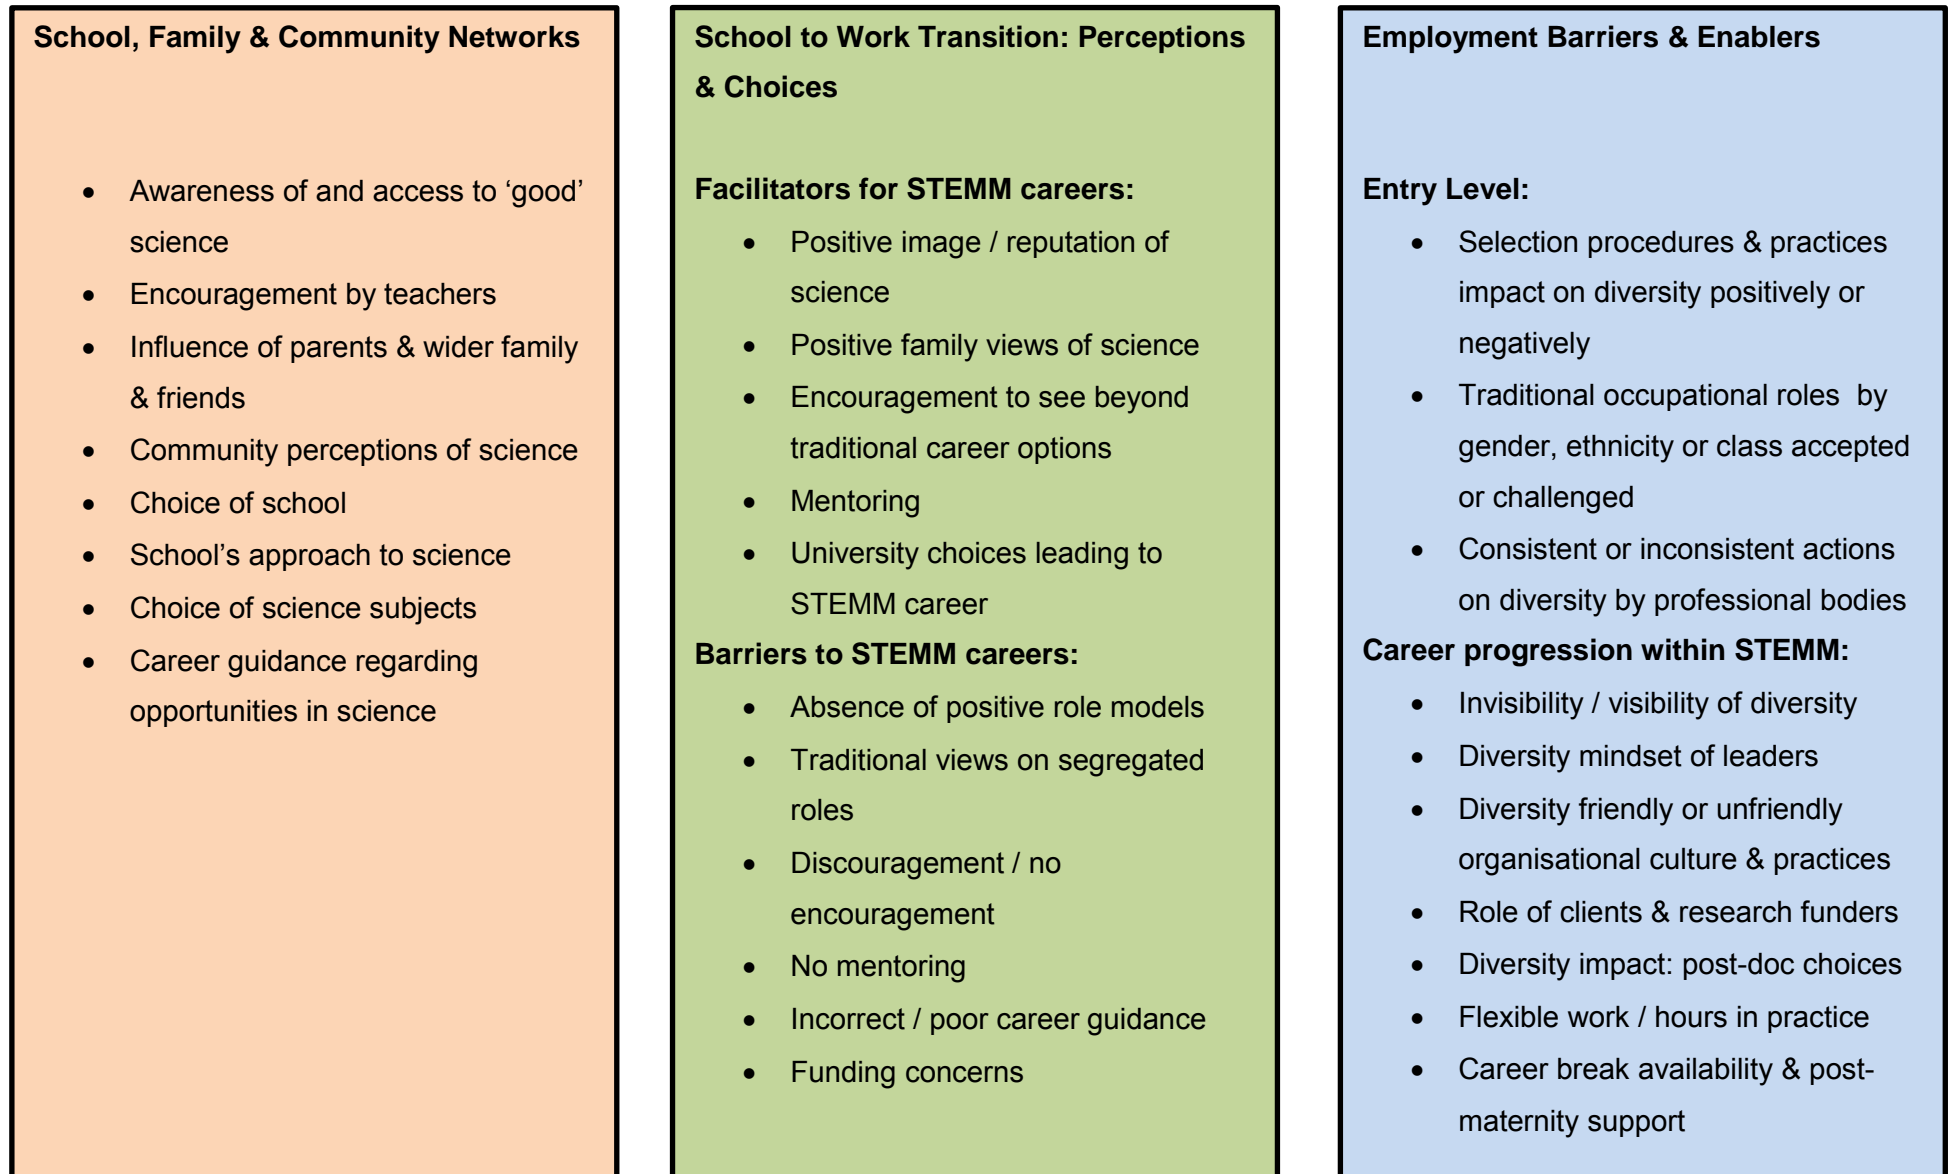 School, Family & Community Networks
• Awareness of and access to ‘good’
science
• Encouragement by teachers
• Influence of parents & wider family
& friends
• Community perceptions of science
• Choice of school
• School’s approach to science
• Choice of science subjects
• Career guidance regarding
opportunities in science
School to Work Transition: Perceptions
& Choices
Facilitators for STEMM careers:
• Positive image / reputation of
science
• Positive family views of science
• Encouragement to see beyond
traditional career options
• Mentoring
• University choices leading to
STEMM career
Barriers to STEMM careers:
• Absence of positive role models
• Traditional views on segregated
roles
• Discouragement / no
encouragement
• No mentoring
• Incorrect / poor career guidance
• Funding concerns
Employment Barriers & Enablers
Entry Level:
• Selection procedures & practices
impact on diversity positively or
negatively
• Traditional occupational roles  by
gender, ethnicity or class accepted
or challenged
• Consistent or inconsistent actions
on diversity by professional bodies
Career progression within STEMM:
• Invisibility / visibility of diversity
• Diversity mindset of leaders
• Diversity friendly or unfriendly
organisational culture & practices
• Role of clients & research funders
• Diversity impact: post-doc choices
• Flexible work / hours in practice
• Career break availability & post-
maternity support